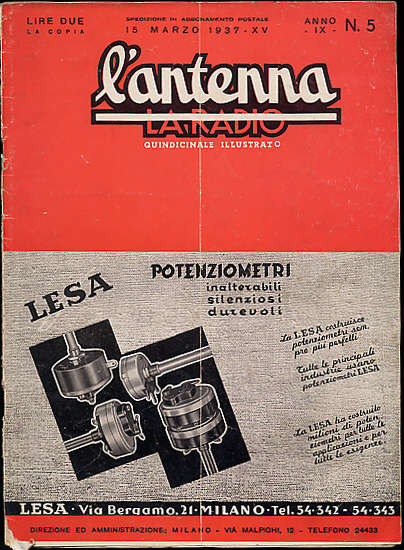 LIRE DUE
LA COPIA
SPEDIZIONE IN ABBONAMENTO POSTALE
15 MARZO 1937-XV
ANNO
- IX -
N. 5
l'antenna
LA RADIO
QUINDICINALE ILLUSTRATO
LESA
POTENZIOMETRI
inalterabili
silenziosi
durevoli
La LESA costruisce
potenziometri sem
pre più perfetti
Tutte le principali
industrie usano
potenziometri LESA
La LESA ha costruito
milioni di poten-
ziometri per tutte le
applicazioni e per
tutte le esigenze.
LESA · Via Bergamo, 21 - MILANO · Tel. 54-342 - 54-343
DIREZIONE ED AMMINISTRAZIONE: MILANO - VIA MALPIGHI, 12 - TELEFONO 24433